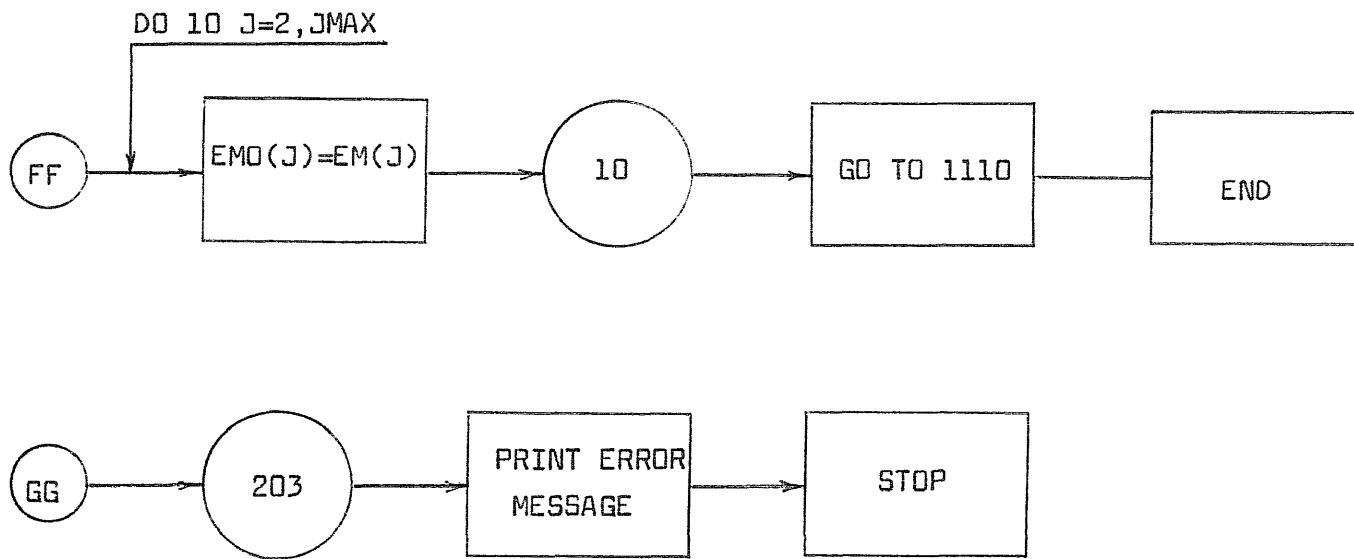 DO 10 J=2,JMAX
FF
EMO(J)=EM(J)
10
GO TO 1110
END
GG
203
PRINT ERROR
MESSAGE
STOP